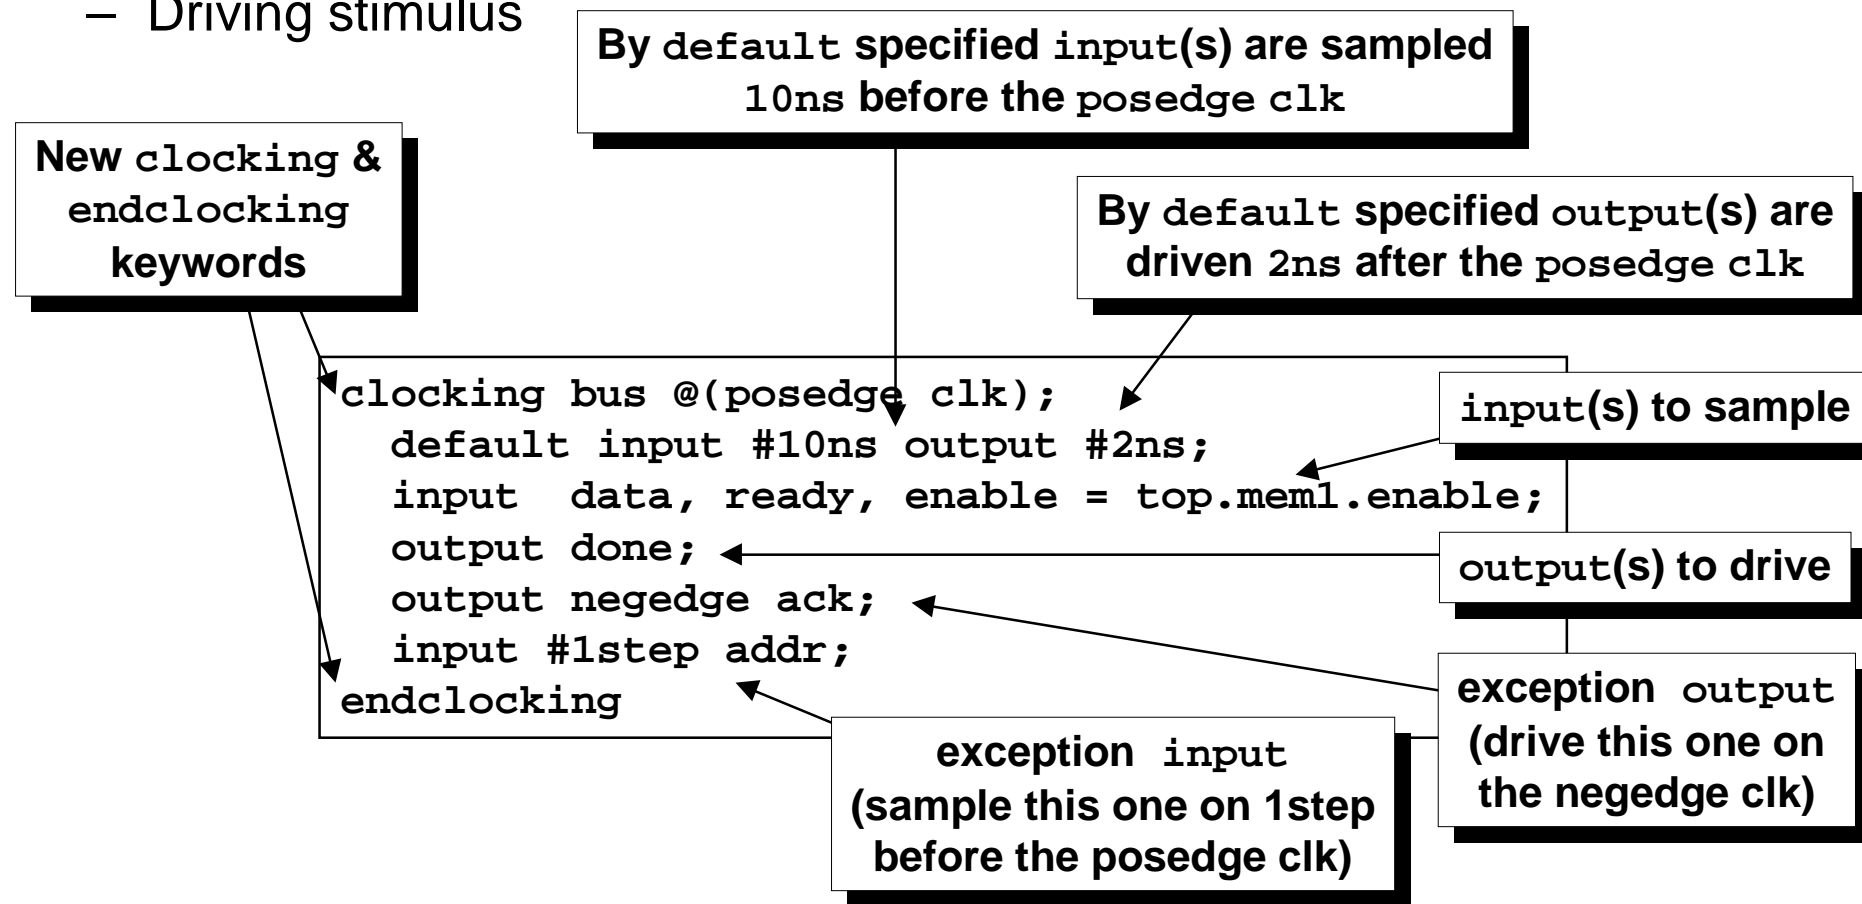 – Driving stimulus
By default specified input(s) are sampled
10ns before the posedge clk
New clocking &
endclocking
keywords
By default specified output(s) are
driven 2ns after the posedge clk
clocking bus @(posedge clk);
default input #10ns output #2ns;
input data, ready, enable = top.mem1.enable;
output done;
output negedge ack;
input #1step addr;
endclocking
input(s) to sample
output(s) to drive
exception output
(drive this one on
the negedge clk)
exception input
(sample this one on 1step
before the posedge clk)